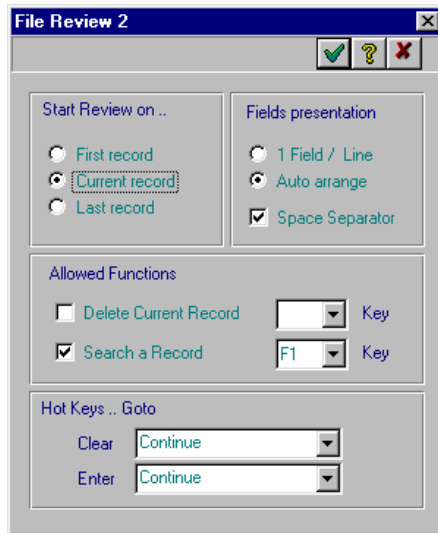 File Review 2
Start Review on ..
First record
Current record
Last record
Fields presentation
1 Field / Line
Auto arrange
Space Separator
Allowed Functions
Delete Current Record Key
Search a Record F1 Key
Hot Keys .. Goto
Clear Continue
Enter Continue